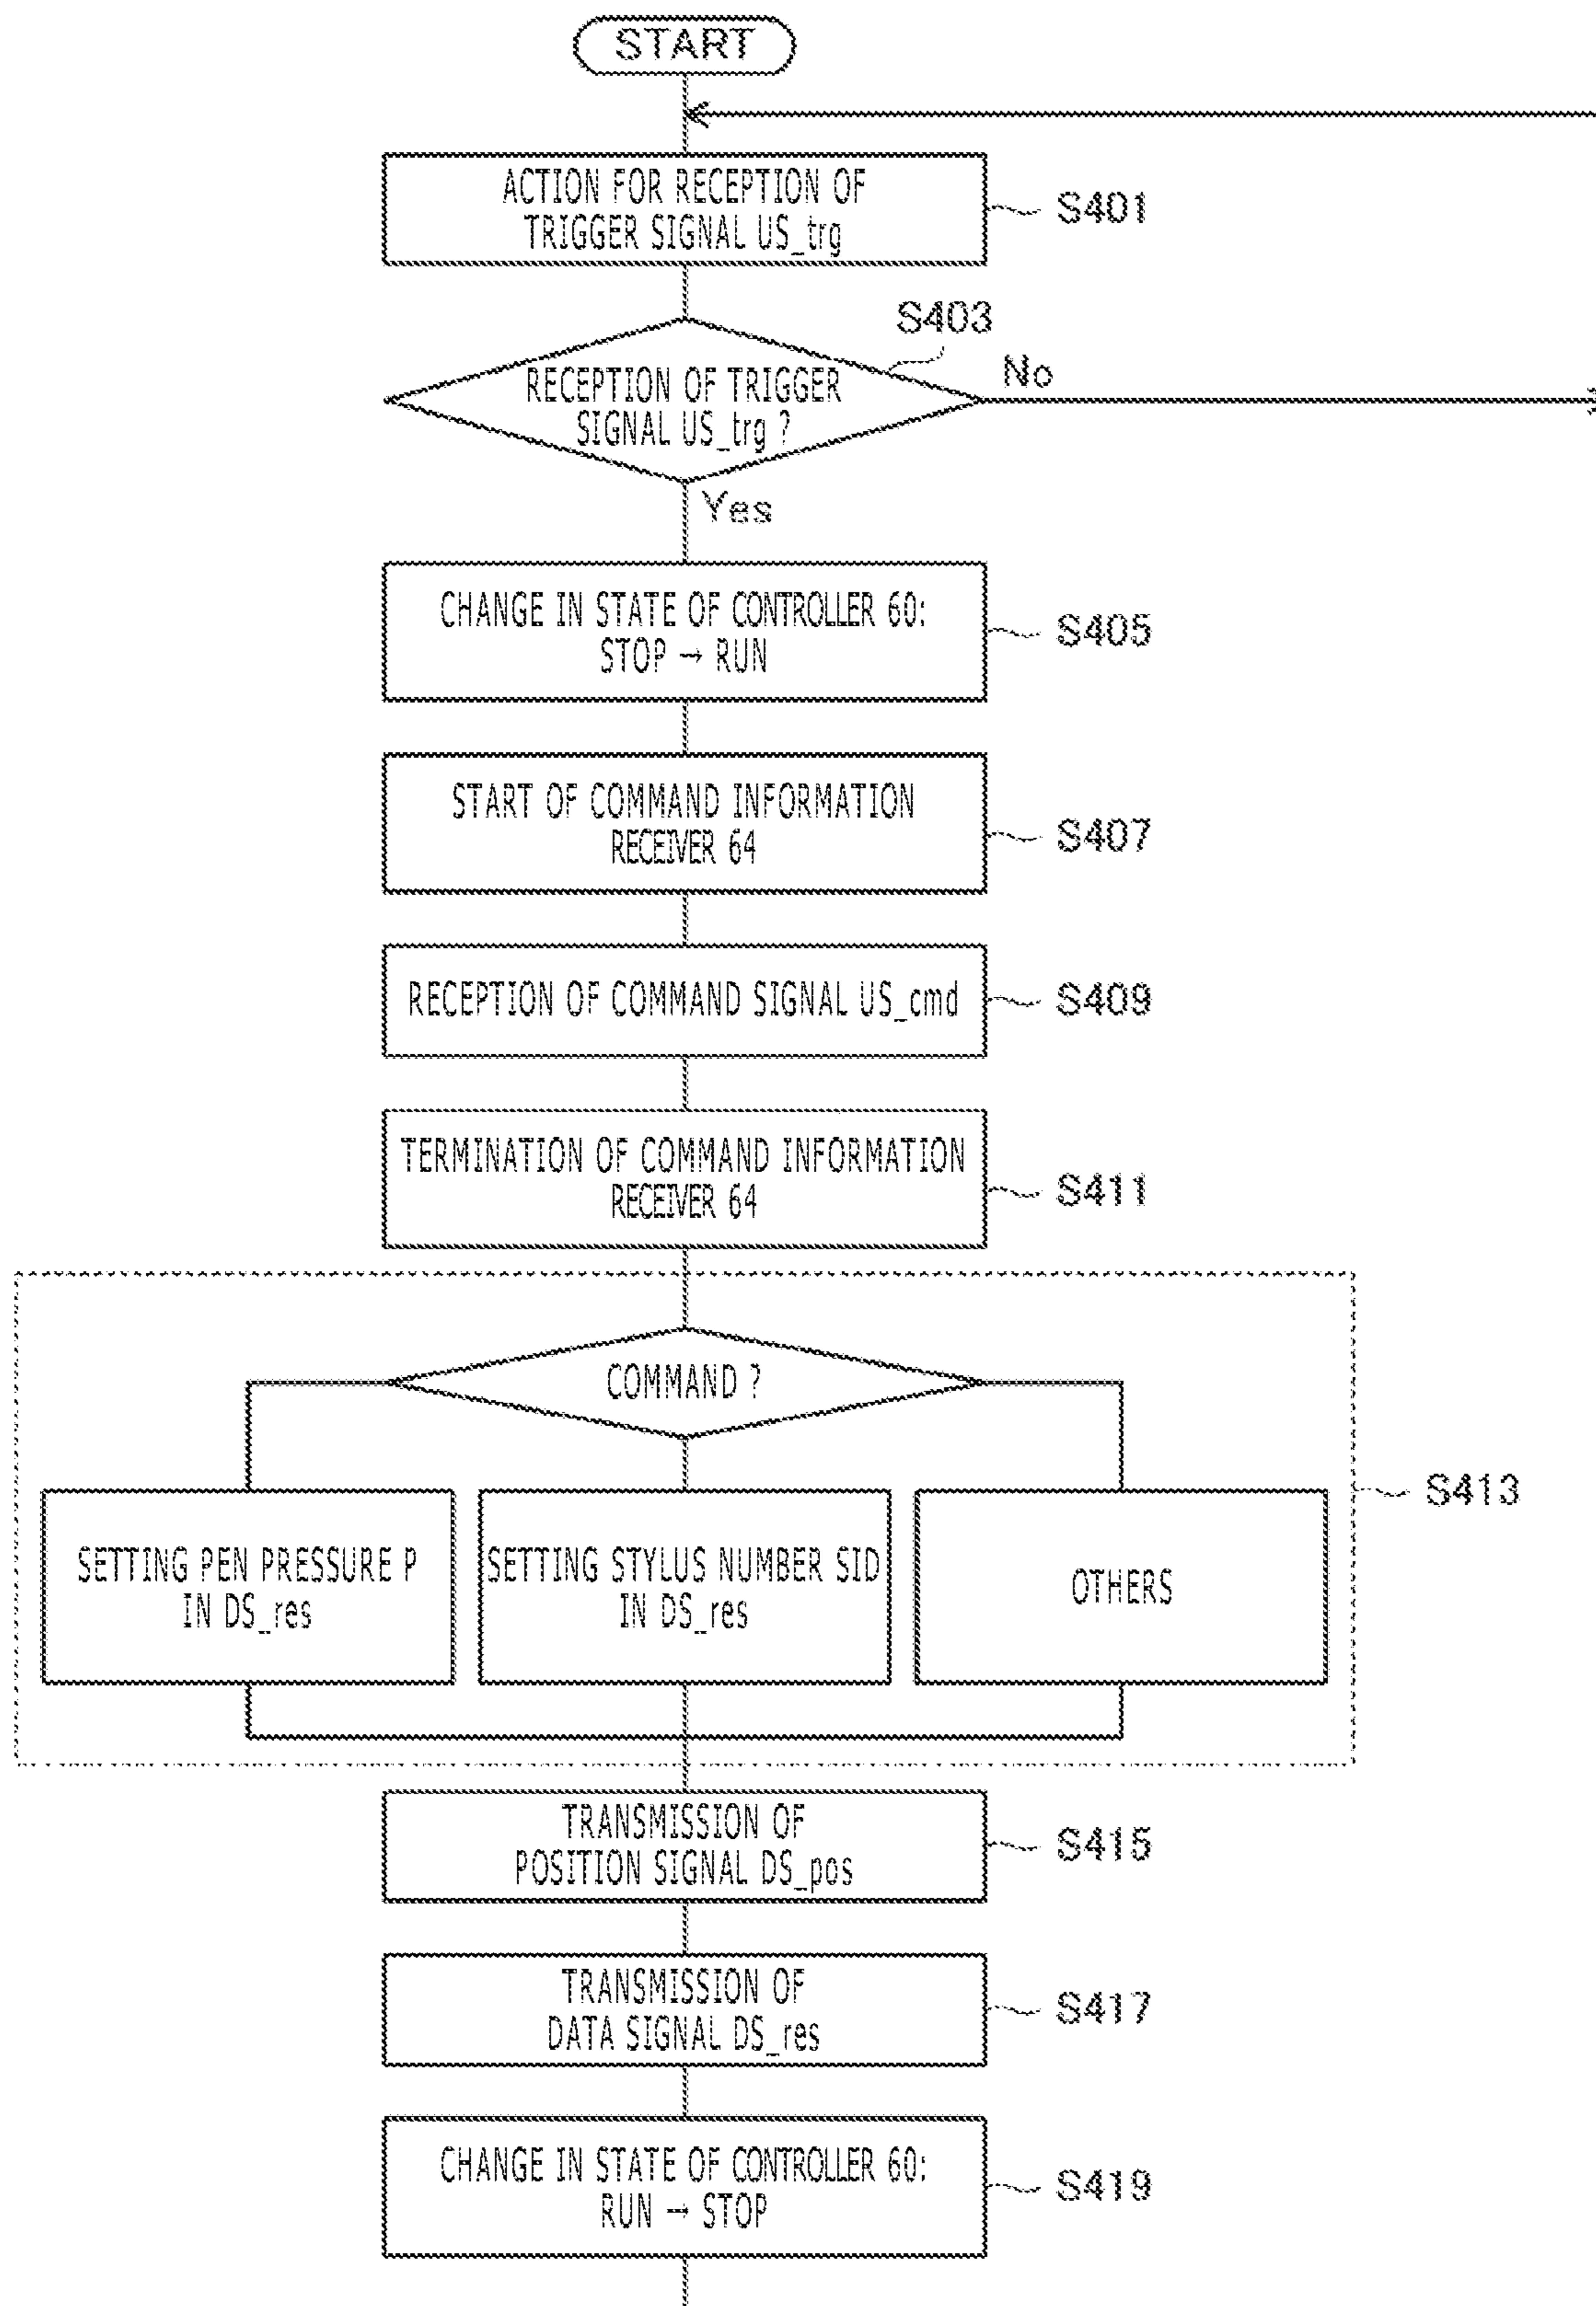 START
ACTION FOR RECEPTION OF
TRIGGER SIGNAL US_trg
S401
S403
RECEPTION OF TRIGGER
SIGNAL US_trg ?
No
Yes
CHANGE IN STATE OF CONTROLLER 60:
STOP → RUN
S405
START OF COMMAND INFORMATION
RECEIVER 64
S407
RECEPTION OF COMMAND SIGNAL US_cmd
S409
TERMINATION OF COMMAND INFORMATION
RECEIVER 64
S411
COMMAND ?
S413
SETTING PEN PRESSURE P
IN DS_res
SETTING STYLUS NUMBER SID
IN DS_res
OTHERS
TRANSMISSION OF
POSITION SIGNAL DS_pos
S415
TRANSMISSION OF
DATA SIGNAL DS_res
S417
CHANGE IN STATE OF CONTROLLER 60:
RUN → STOP
S419